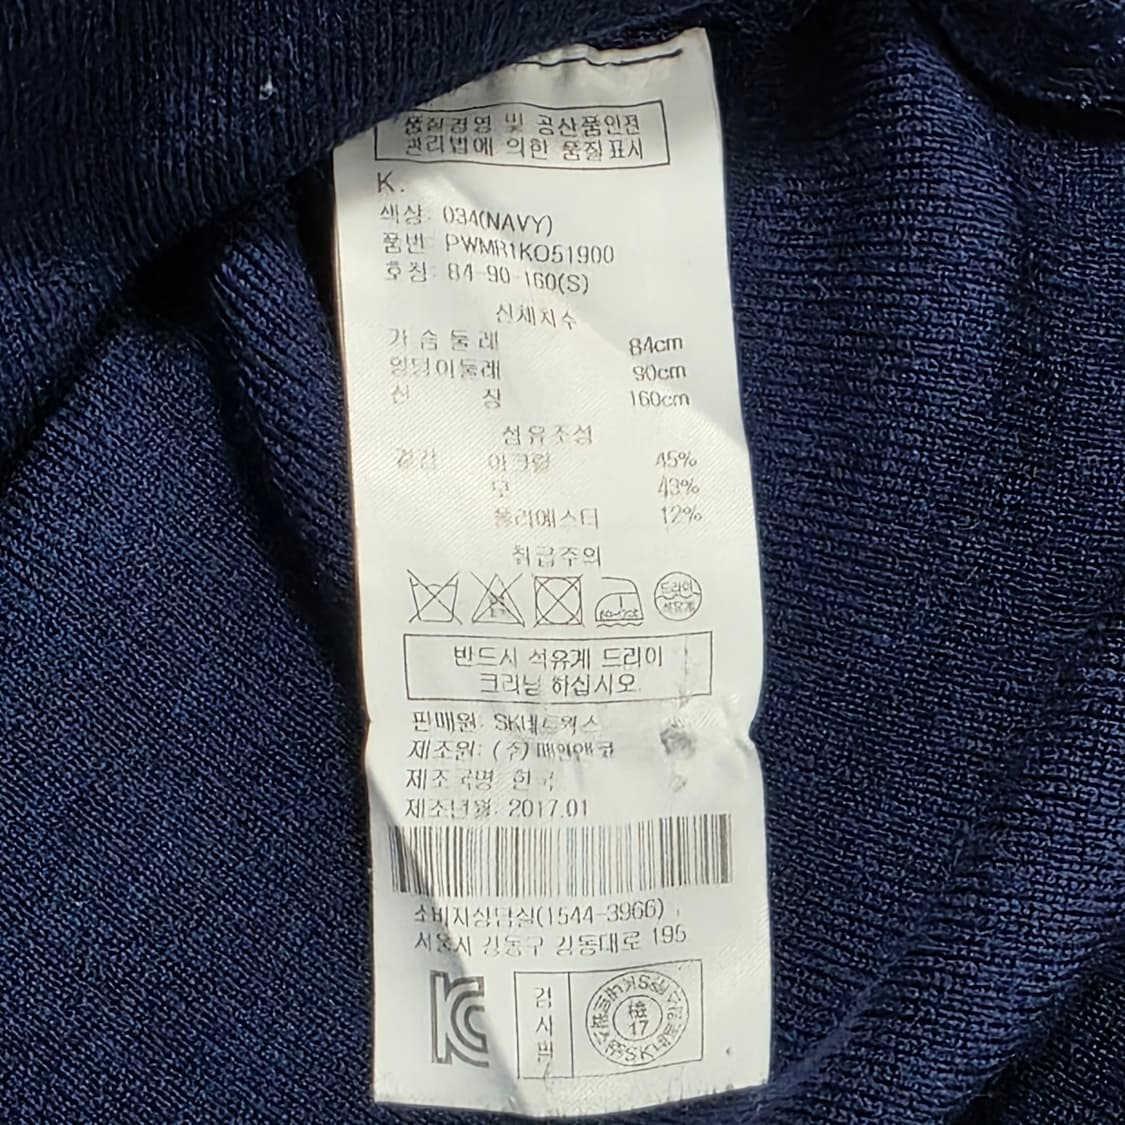 품질경영 및 공산품안전
관리법에 의한 품질표시
K.
색상: 034(NAVY)
품번: PWMR1KO51900
호칭: 84-90-160(S)
신체치수
가슴둘레 84cm
엉덩이둘레 90cm
신장 160cm
섬유조성
겉감 아크릴 45%
모 43%
폴리에스터 12%
취급주의
드라이
석유계
반드시 석유계 드라이
크리닝 하십시오
판매원: SK네트웍스
제조원: (주)
제조국명 한국
제조년월: 2017.01
소비자상담실(1544-3966)
서울시 강동구 강동대로 195
검사필
檢
17